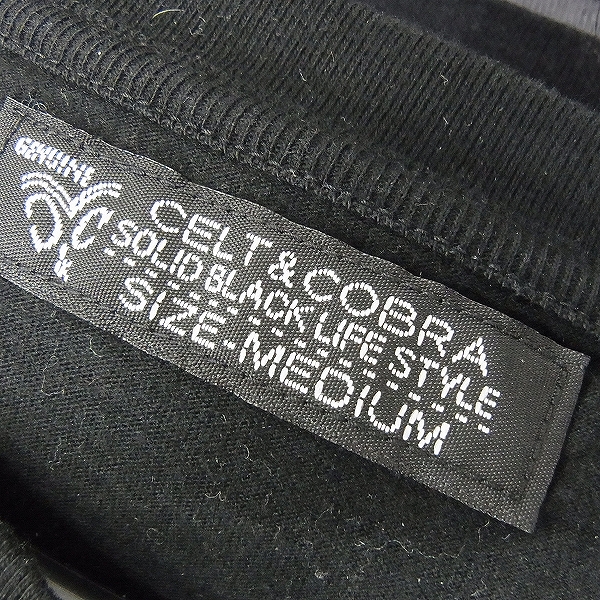 GENUINE
CELT & COBRA
SOLID BLACK LIFE STYLE
SIZE-MEDIUM